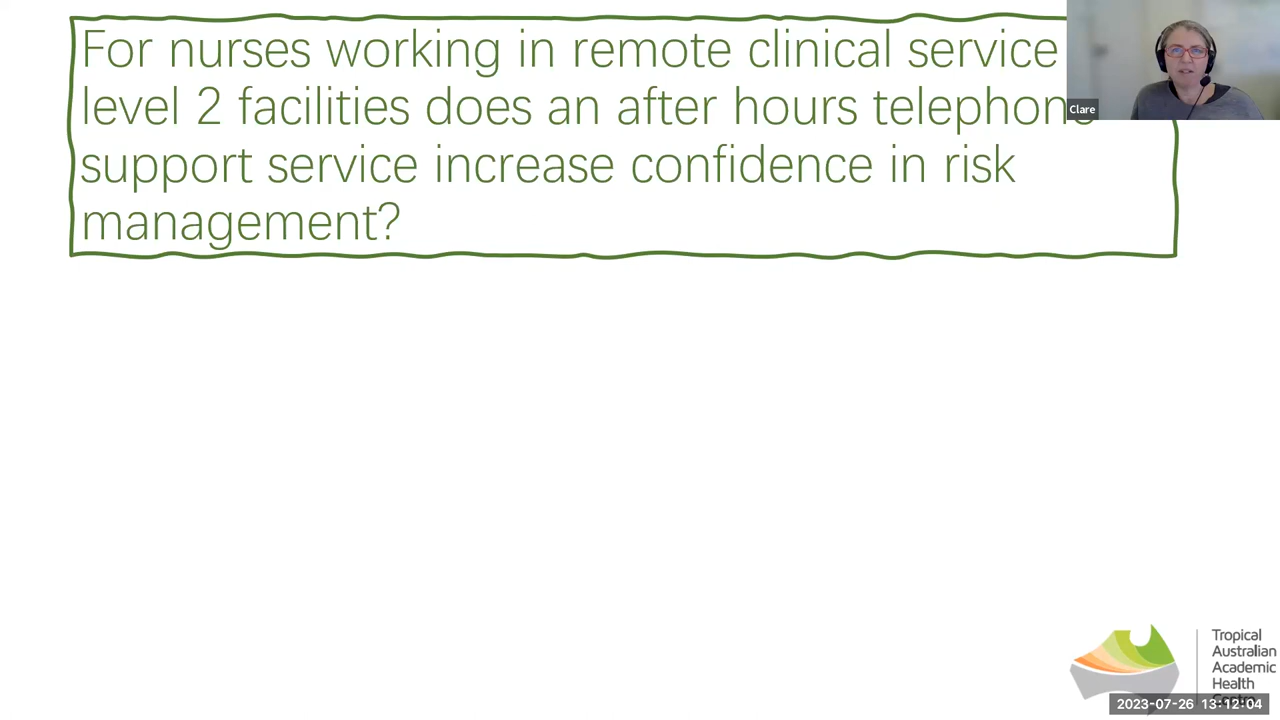 For nurses working in remote clinical service
level 2 facilities does an after hours telephone
support service increase confidence in risk
management?
Clare
Tropical
Australian
Academic
Health
Centre
2023-07-26 13:12:04